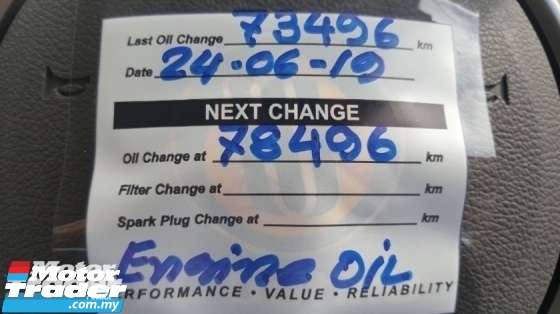 Last Oil Change 73496 km
Date 24-06-19
NEXT CHANGE
Oil Change at 78496 km
Filter Change at km
Spark Plug Change at km
Engine OIL
PERFORMANCE • VALUE • RELIABILITY
Motor
Trader
.com.my